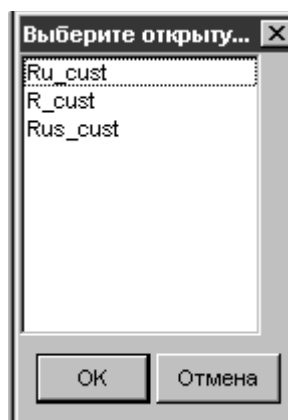 Выберите открыту...
Ru_cust
R_cust
Rus_cust
OK
Отмена